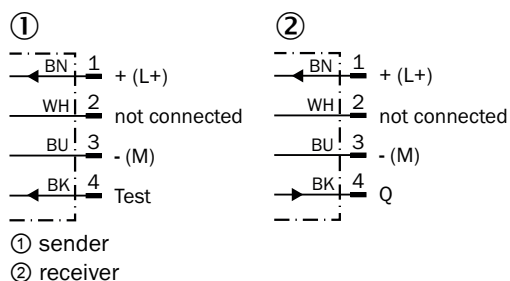 ① ②
BN 1 + (L+) BN 1 + (L+)
WH 2 not connected WH 2 not connected
BU 3 - (M) BU 3 - (M)
BK 4 Test BK 4 Q
① sender
② receiver